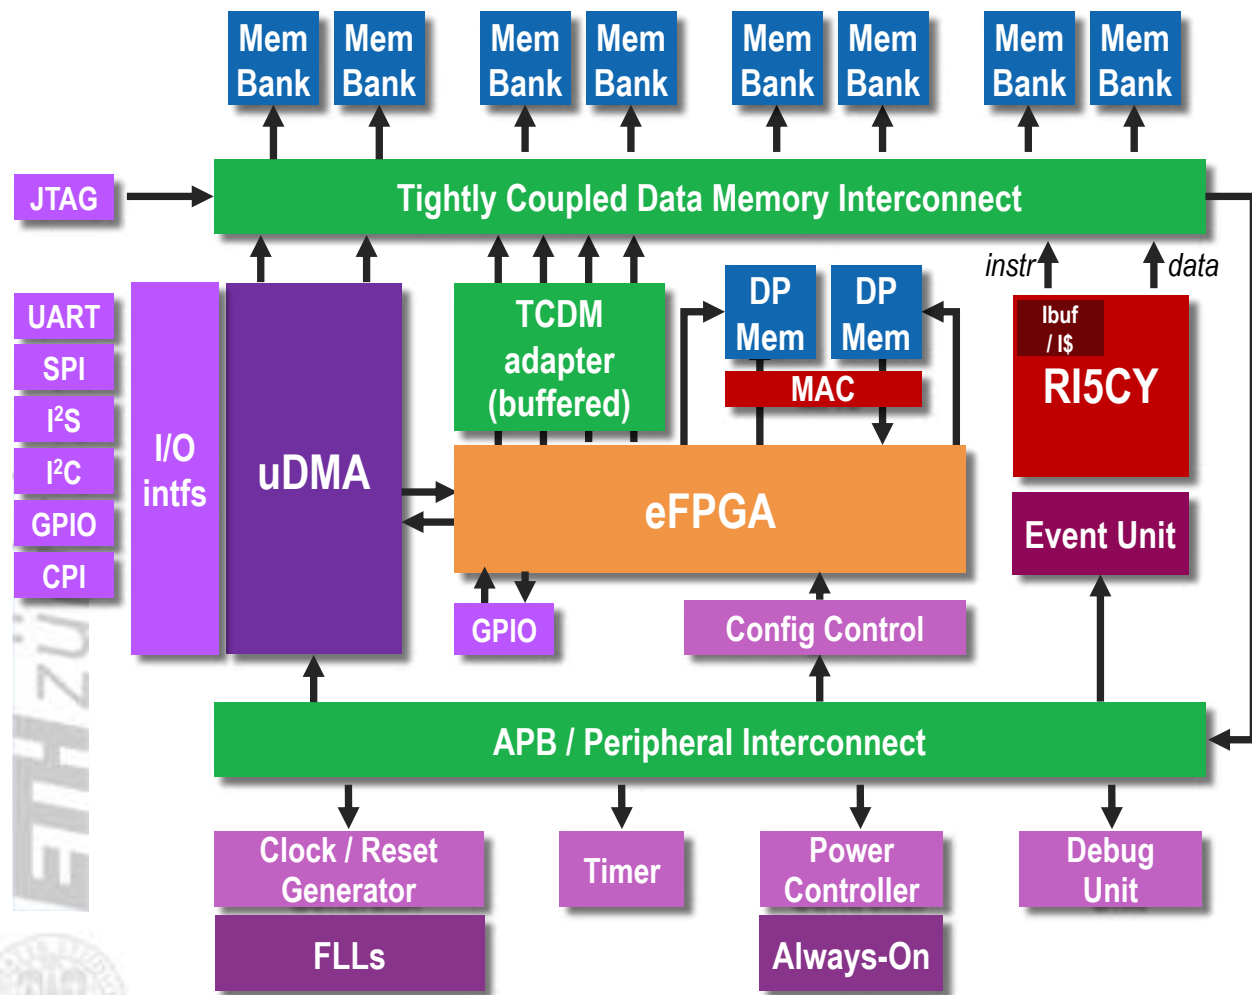 Mem
Bank
Mem
Bank
Mem
Bank
Mem
Bank
Mem
Bank
Mem
Bank
Mem
Bank
Mem
Bank
JTAG
Tightly Coupled Data Memory Interconnect
instr
data
UART
SPI
I²S
I²C
GPIO
CPI
I/O
intfs
uDMA
TCDM
adapter
(buffered)
DP
Mem
DP
Mem
MAC
Ibuf
/ I$
RI5CY
eFPGA
Event Unit
GPIO
Config Control
APB / Peripheral Interconnect
Clock / Reset
Generator
Timer
Power
Controller
Debug
Unit
FLLs
Always-On
ETH zü